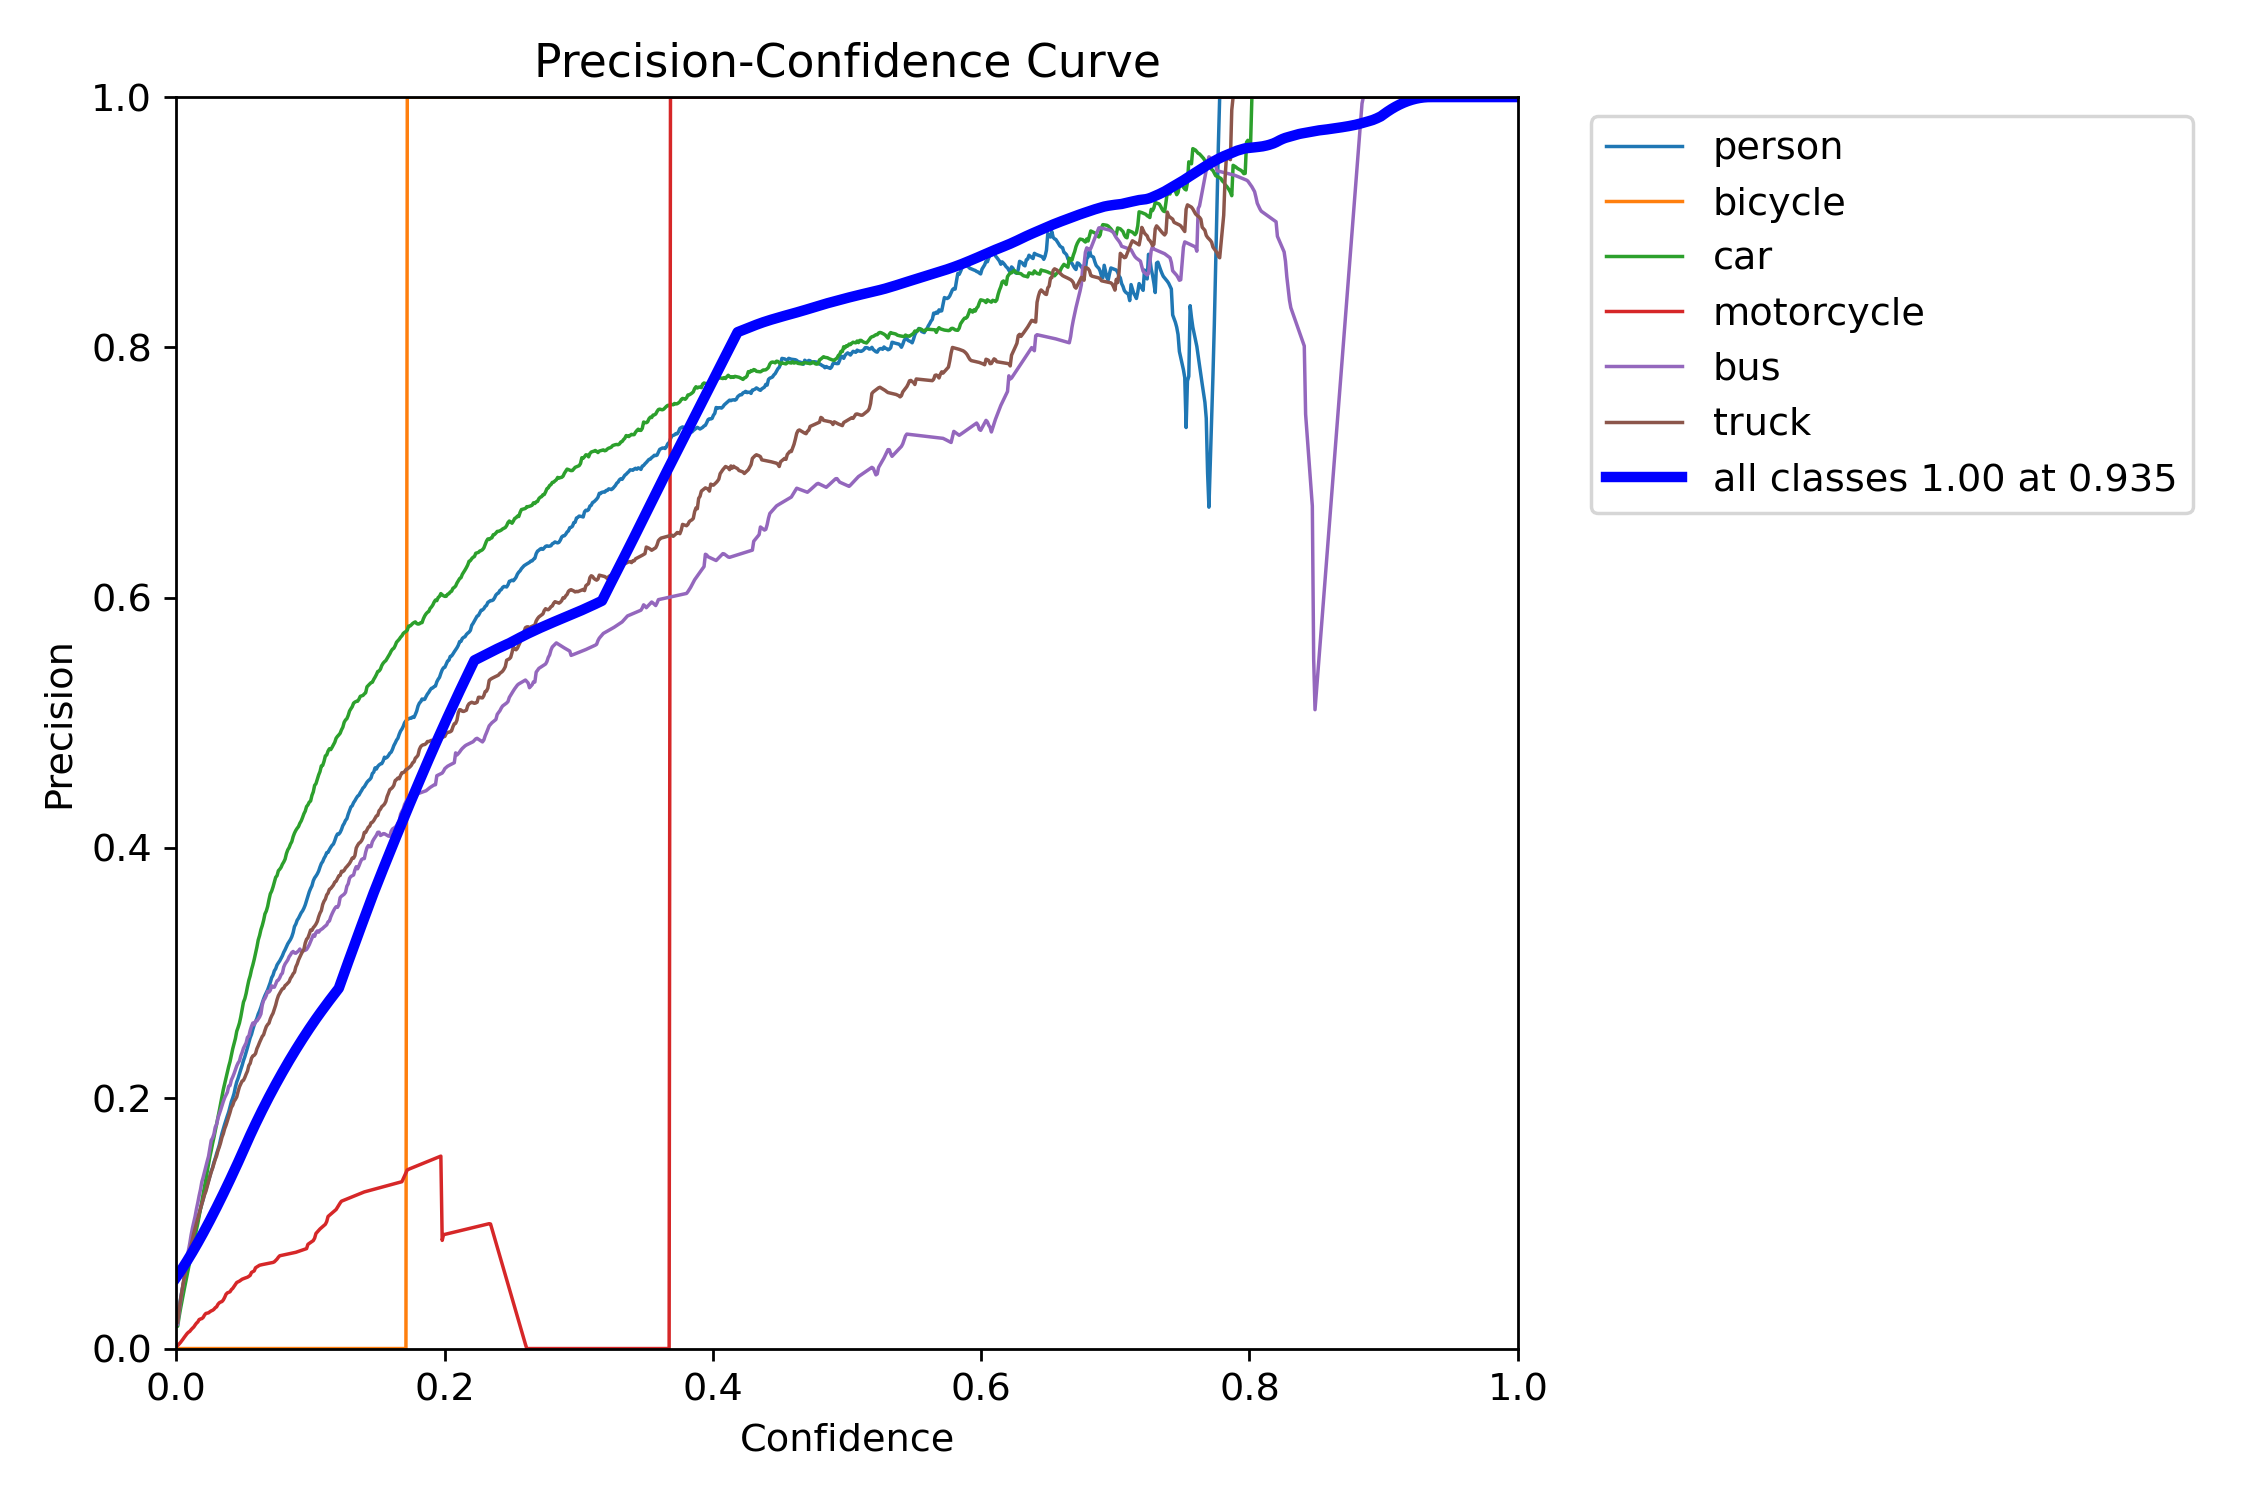 Precision-Confidence Curve
1.0
0.8
0.6
0.4
0.2
0.0
Precision
0.0 0.2 0.4 0.6 0.8 1.0
Confidence
person
bicycle
car
motorcycle
bus
truck
all classes 1.00 at 0.935